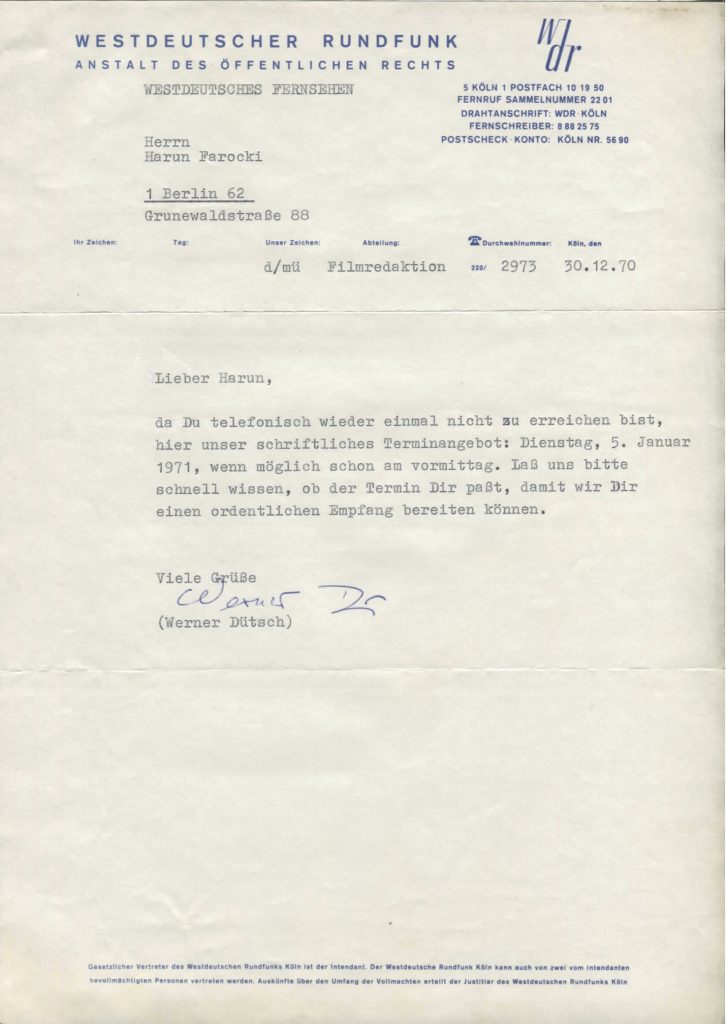 WESTDEUTSCHER RUNDFUNK
ANSTALT DES ÖFFENTLICHEN RECHTS
WESTDEUTSCHES FERNSEHEN
wdr
5 KÖLN 1 POSTFACH 10 19 50
FERNRUF SAMMELNUMMER 22 01
DRAHTANSCHRIFT: WDR·KÖLN
FERNSCHREIBER: 8 88 25 75
POSTSCHECK·KONTO: KÖLN NR. 56 90
Herrn
Harun Farocki
1 Berlin 62
Grunewaldstraße 88
Ihr Zeichen: Tag: Unser Zeichen: Abteilung: ☎ Durchwahlnummer: Köln, den
d/mü Filmredaktion 220/ 2973 30.12.70
Lieber Harun,
da Du telefonisch wieder einmal nicht zu erreichen bist,
hier unser schriftliches Terminangebot: Dienstag, 5. Januar
1971, wenn möglich schon am vormittag. Laß uns bitte
schnell wissen, ob der Termin Dir paßt, damit wir Dir
einen ordentlichen Empfang bereiten können.
Viele Grüße
Werner
(Werner Dütsch)
Gesetzlicher Vertreter des Westdeutschen Rundfunks Köln ist der Intendant. Der Westdeutsche Rundfunk Köln kann auch von zwei vom Intendanten
bevollmächtigten Personen vertreten werden. Auskünfte über den Umfang der Vollmachten erteilt der Justitiar des Westdeutschen Rundfunks Köln